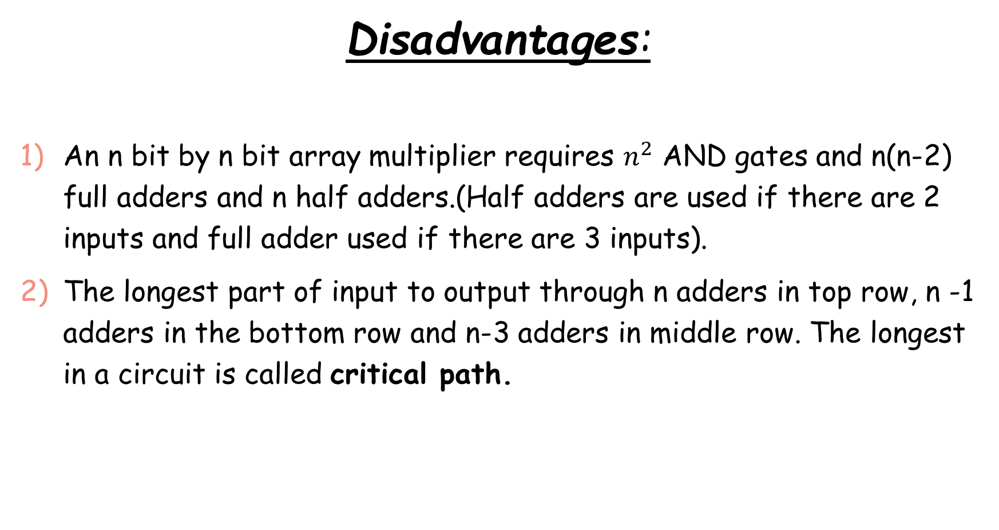 Disadvantages:
1) An n bit by n bit array multiplier requires n² AND gates and n(n-2)
full adders and n half adders.(Half adders are used if there are 2
inputs and full adder used if there are 3 inputs).
2) The longest part of input to output through n adders in top row, n -1
adders in the bottom row and n-3 adders in middle row. The longest
in a circuit is called critical path.